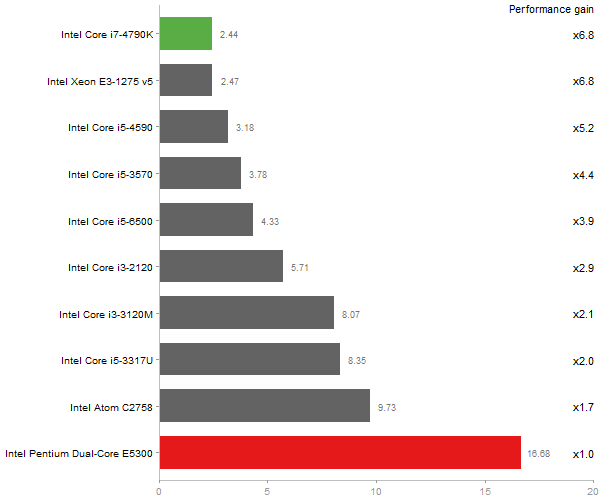 Performance gain
Intel Core i7-4790K 2.44 x6.8
Intel Xeon E3-1275 v5 2.47 x6.8
Intel Core i5-4590 3.18 x5.2
Intel Core i5-3570 3.78 x4.4
Intel Core i5-6500 4.33 x3.9
Intel Core i3-2120 5.71 x2.9
Intel Core i3-3120M 8.07 x2.1
Intel Core i5-3317U 8.35 x2.0
Intel Atom C2758 9.73 x1.7
Intel Pentium Dual-Core E5300 16.68 x1.0
0 5 10 15 20